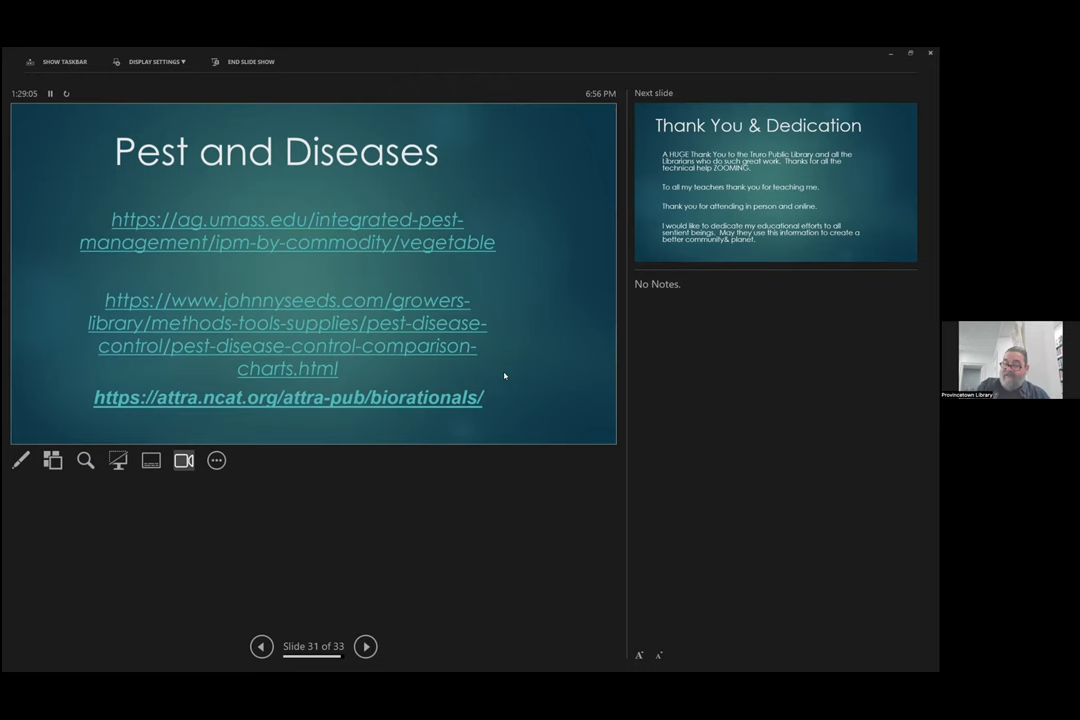 SHOW TASKBAR
DISPLAY SETTINGS ▼
END SLIDE SHOW
1:29:05
6:56 PM
Pest and Diseases
https://ag.umass.edu/integrated-pest-
management/ipm-by-commodity/vegetable
https://www.johnnyseeds.com/growers-
library/methods-tools-supplies/pest-disease-
control/pest-disease-control-comparison-
charts.html
https://attra.ncat.org/attra-pub/biorationals/
Slide 31 of 33
Next slide
Thank You & Dedication
A HUGE Thank You to the Truro Public Library and all the
Librarians who do such great work. Thanks for all the
technical help ZOOMING.
To all my teachers thank you for teaching me.
Thank you for attending in person and online.
I would like to dedicate my educational efforts to all
sentient beings. May they use this information to create a
better community& planet.
No Notes.
A A
Provincetown Library